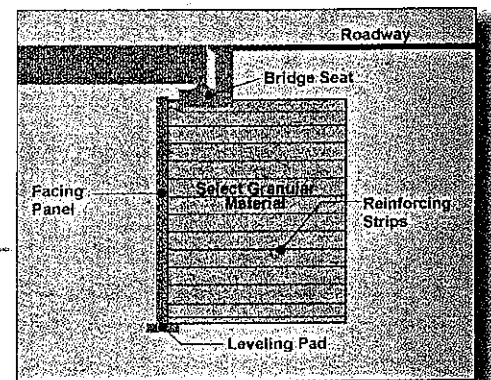 Roadway
Bridge Seat
Facing
Panel
Select Granular
Material
Reinforcing
Strips
Leveling Pad